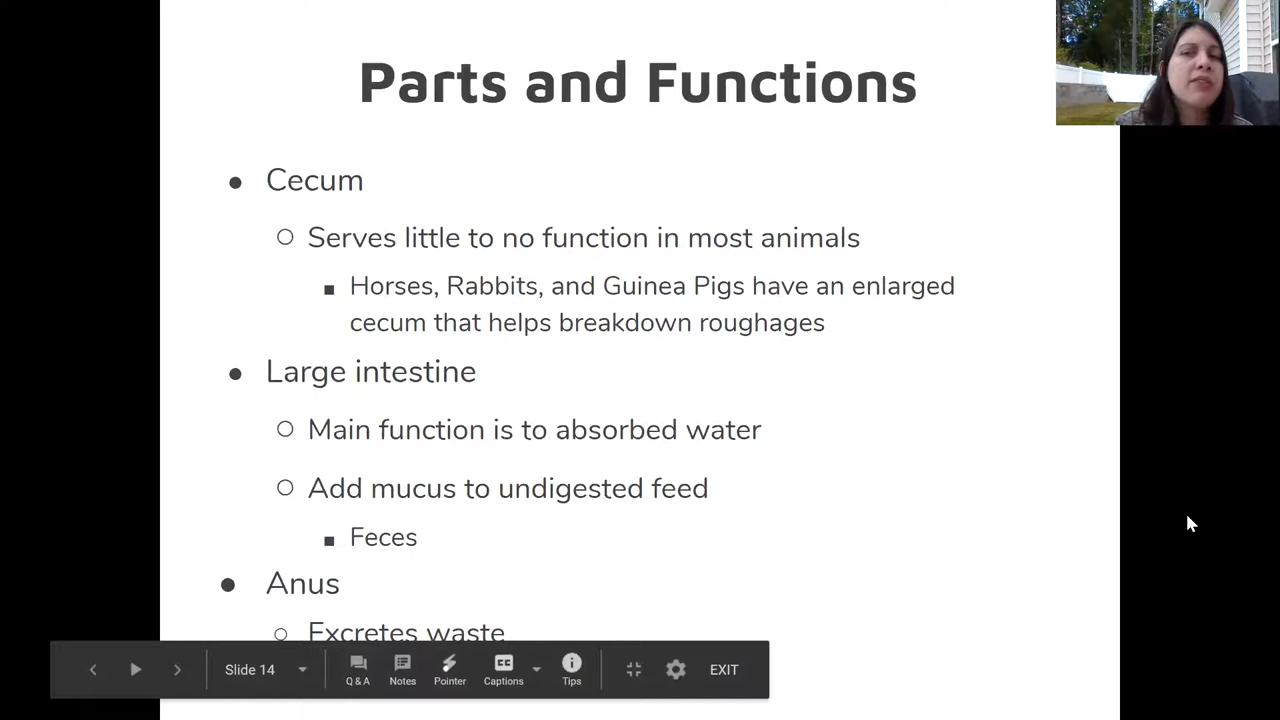 Parts and Functions
● Cecum
○ Serves little to no function in most animals
■ Horses, Rabbits, and Guinea Pigs have an enlarged
cecum that helps breakdown roughages
● Large intestine
○ Main function is to absorbed water
○ Add mucus to undigested feed
■ Feces
● Anus
○ Excretes waste
Slide 14
Q & A
Notes
Pointer
CC
Captions
Tips
EXIT